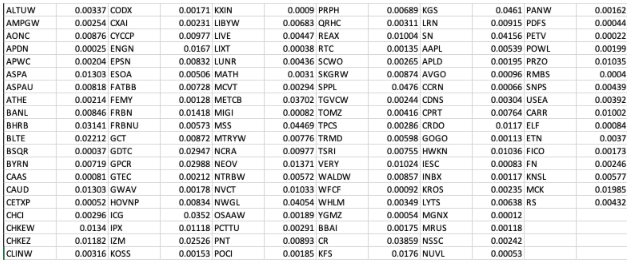 ALTUW 0.00337 CODX 0.00171 KXIN 0.0009 PRPH 0.00689 KGS 0.0461 PANW 0.00162
AMPGW 0.00254 CXAI 0.00231 LIBYW 0.00683 QRHC 0.00311 LRN 0.00915 PDFS 0.00044
AONC 0.00876 CYCCP 0.00977 LIVE 0.00447 REAX 0.01004 SN 0.04156 PETV 0.00022
APDN 0.00025 ENGN 0.0167 LIXT 0.00038 RTC 0.00135 AAPL 0.00539 POWL 0.00199
APWC 0.00204 EPSN 0.00832 LUNR 0.00436 SCWO 0.00265 APLD 0.00195 PRZO 0.01035
ASPA 0.01303 ESOA 0.00506 MATH 0.0031 SKGRW 0.00874 AVGO 0.00096 RMBS 0.0004
ASPAU 0.00818 FATBB 0.00728 MCVT 0.00294 SPPL 0.0476 CCRN 0.00066 SNPS 0.00439
ATHE 0.00214 FEMY 0.00128 METCB 0.03702 TGVCW 0.00244 CDNS 0.00304 USEA 0.00392
BANL 0.00846 FRBN 0.01418 MIGI 0.00082 TOMZ 0.00416 CPRT 0.00764 CARR 0.01002
BHRB 0.03141 FRBNU 0.00573 MSS 0.04469 TPCS 0.00286 CRDO 0.0117 ELF 0.00084
BLTE 0.02212 GCT 0.00872 MTRYW 0.00776 TRMD 0.00598 GOGO 0.00113 ETN 0.0037
BSQR 0.00037 GDTC 0.02947 NCRA 0.00977 TSRI 0.00755 HWKN 0.01036 FICO 0.00173
BYRN 0.00719 GPCR 0.02988 NEOV 0.01371 VERY 0.01024 IESC 0.00083 FN 0.00246
CAAS 0.00081 GTEC 0.00212 NTRBW 0.00572 WALDW 0.00857 INBX 0.00117 KNSL 0.00577
CAUD 0.01303 GWAV 0.00178 NVCT 0.01033 WFCF 0.00092 KROS 0.00235 MCK 0.01985
CETXP 0.00052 HOVNP 0.00834 NWGL 0.04054 WHLM 0.00349 LYTS 0.00638 RS 0.00432
CHCI 0.00296 ICG 0.0352 OSAAW 0.00189 YGMZ 0.00054 MGNX 0.00012
CHKEW 0.0134 IPX 0.01118 PCTTU 0.00291 BBAI 0.00175 MRUS 0.00118
CHKEZ 0.01182 IZM 0.02526 PNT 0.00893 CR 0.03859 NSSC 0.00242
CLINW 0.00316 KOSS 0.00153 POCI 0.00185 KFS 0.0176 NUVL 0.00053